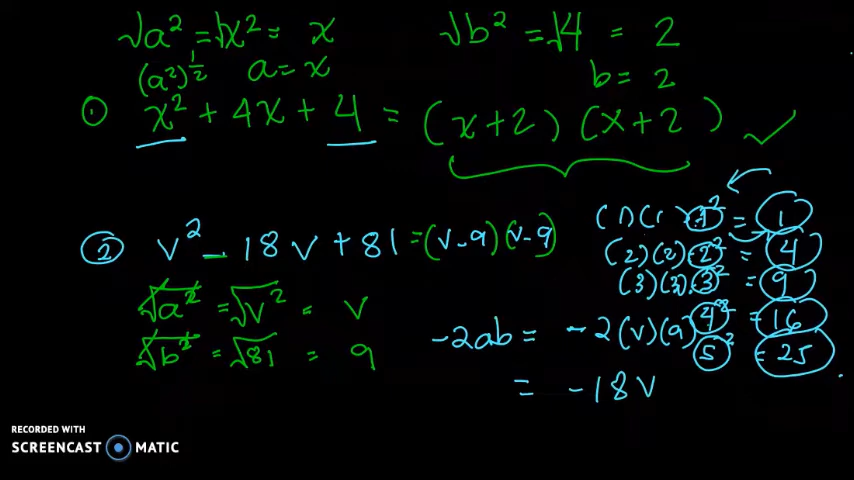 √a² = √x² = x
√b² = √4 = 2
(a²)^½ a = x
b = 2
① x² + 4x + 4 = (x+2)(x+2) ✓
② v² - 18v + 81 = (v-9)(v-9)
(1)(1) 1² = 1
(2)(2) = 2² = 4
(3)(3) = 3² = 9
4² = 16
5² = 25
√a² = √v² = v
√b² = √81 = 9
-2ab = -2(v)(9)
= -18v
RECORDED WITH
SCREENCAST MATIC